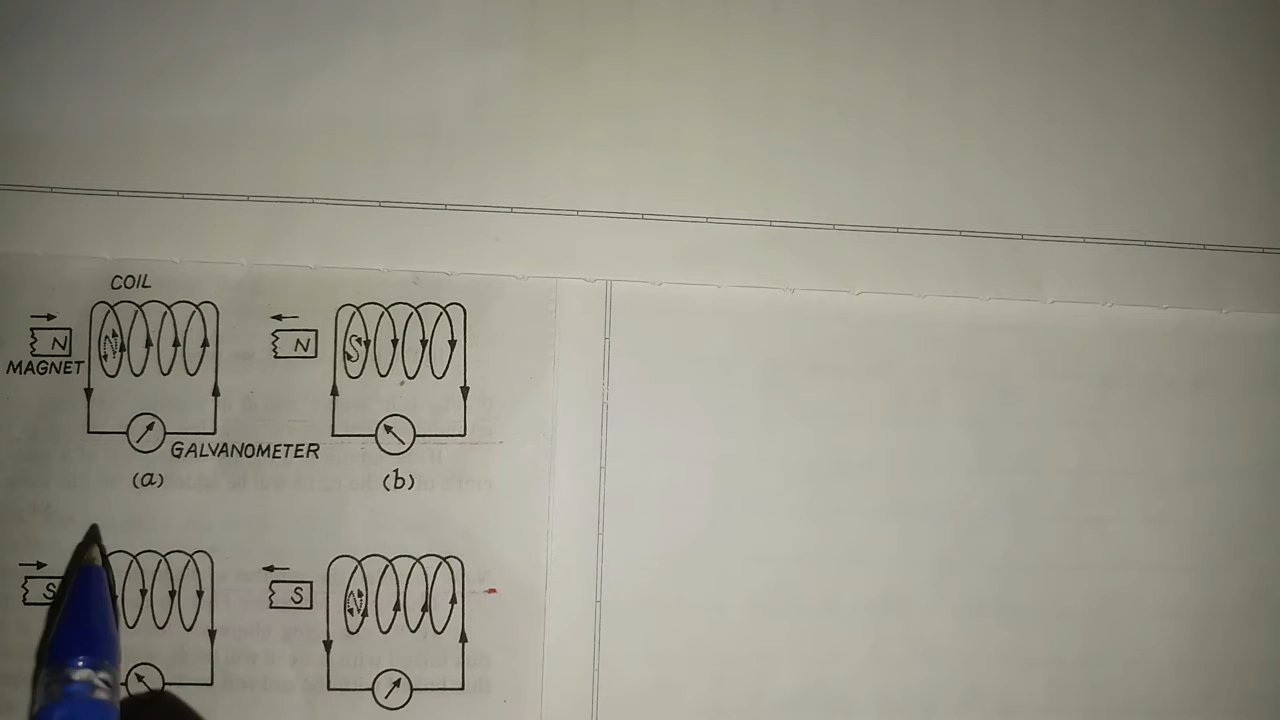 COIL
N N
MAGNET
GALVANOMETER
(a)
N S
(b)
S
S N